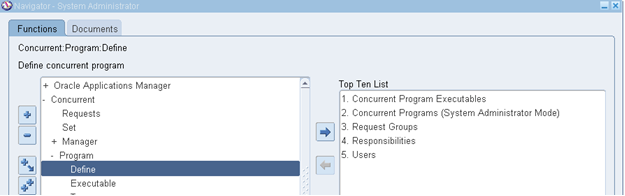 Navigator - System Administrator
Functions
Documents
Concurrent:Program:Define
Define concurrent program
+ Oracle Applications Manager
- Concurrent
Requests
Set
+ Manager
- Program
Define
Executable
Top Ten List
1. Concurrent Program Executables
2. Concurrent Programs (System Administrator Mode)
3. Request Groups
4. Responsibilities
5. Users